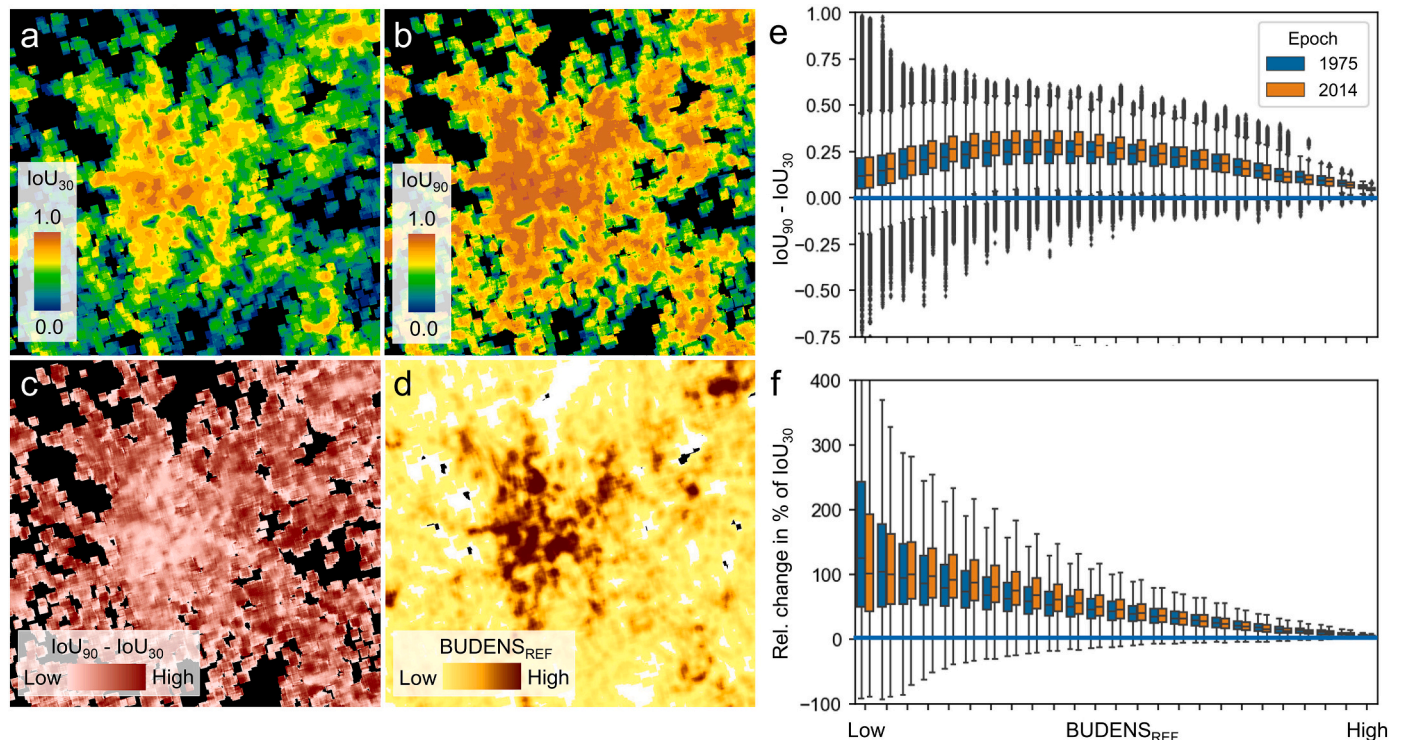 a
IoU₃₀
1.0
0.0
b
IoU₉₀
1.0
0.0
c
IoU₉₀ - IoU₃₀
Low High
d
BUDENS_REF
Low High
e
Epoch
1975
2014
1.00
0.75
0.50
0.25
0.00
−0.25
−0.50
−0.75
IoU₉₀ - IoU₃₀
f
400
300
200
100
0
−100
Rel. change in % of IoU₃₀
Low BUDENS_REF High